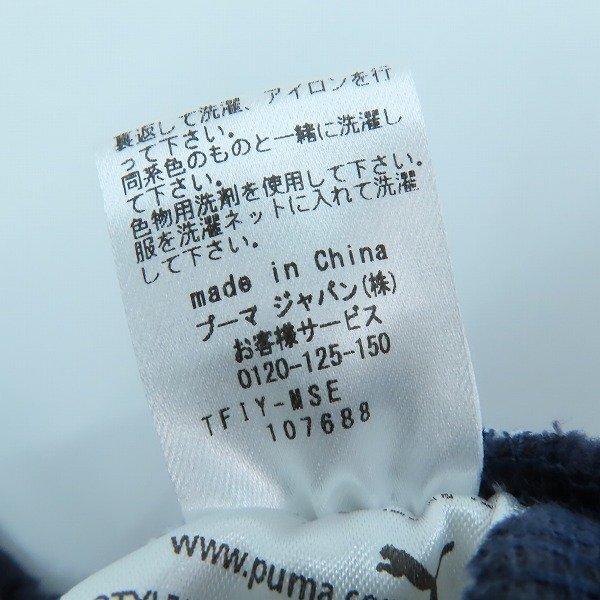 裏返して洗濯、アイロンを行
って下さい。
同系色のものと一緒に洗濯し
て下さい。
色物用洗剤を使用して下さい。
服を洗濯ネットに入れて洗濯
して下さい。
made in China
プーマ ジャパン(株)
お客様サービス
0120-125-150
TFIY-MSE
107688
www.puma.
STYLE